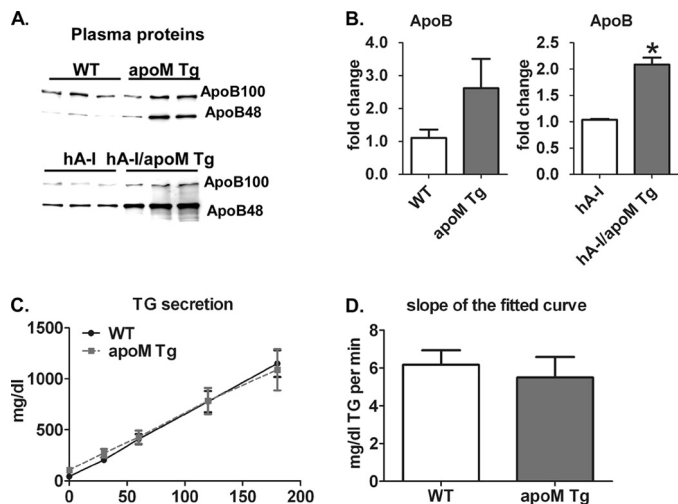 A.
Plasma proteins
WT apoM Tg
ApoB100
ApoB48
hA-I hA-I/apoM Tg
ApoB100
ApoB48
B.
ApoB
fold change
4.0
3.0
2.0
1.0
0.0
WT
apoM Tg
ApoB
fold change
2.5
2.0
1.5
1.0
0.5
0.0
*
hA-I
hA-I/apoM Tg
C.
TG secretion
WT
apoM Tg
mg/dl
1500
1000
500
0
0 50 100 150 200
D.
slope of the fitted curve
mg/dl TG per min
8
6
4
2
0
WT apoM Tg